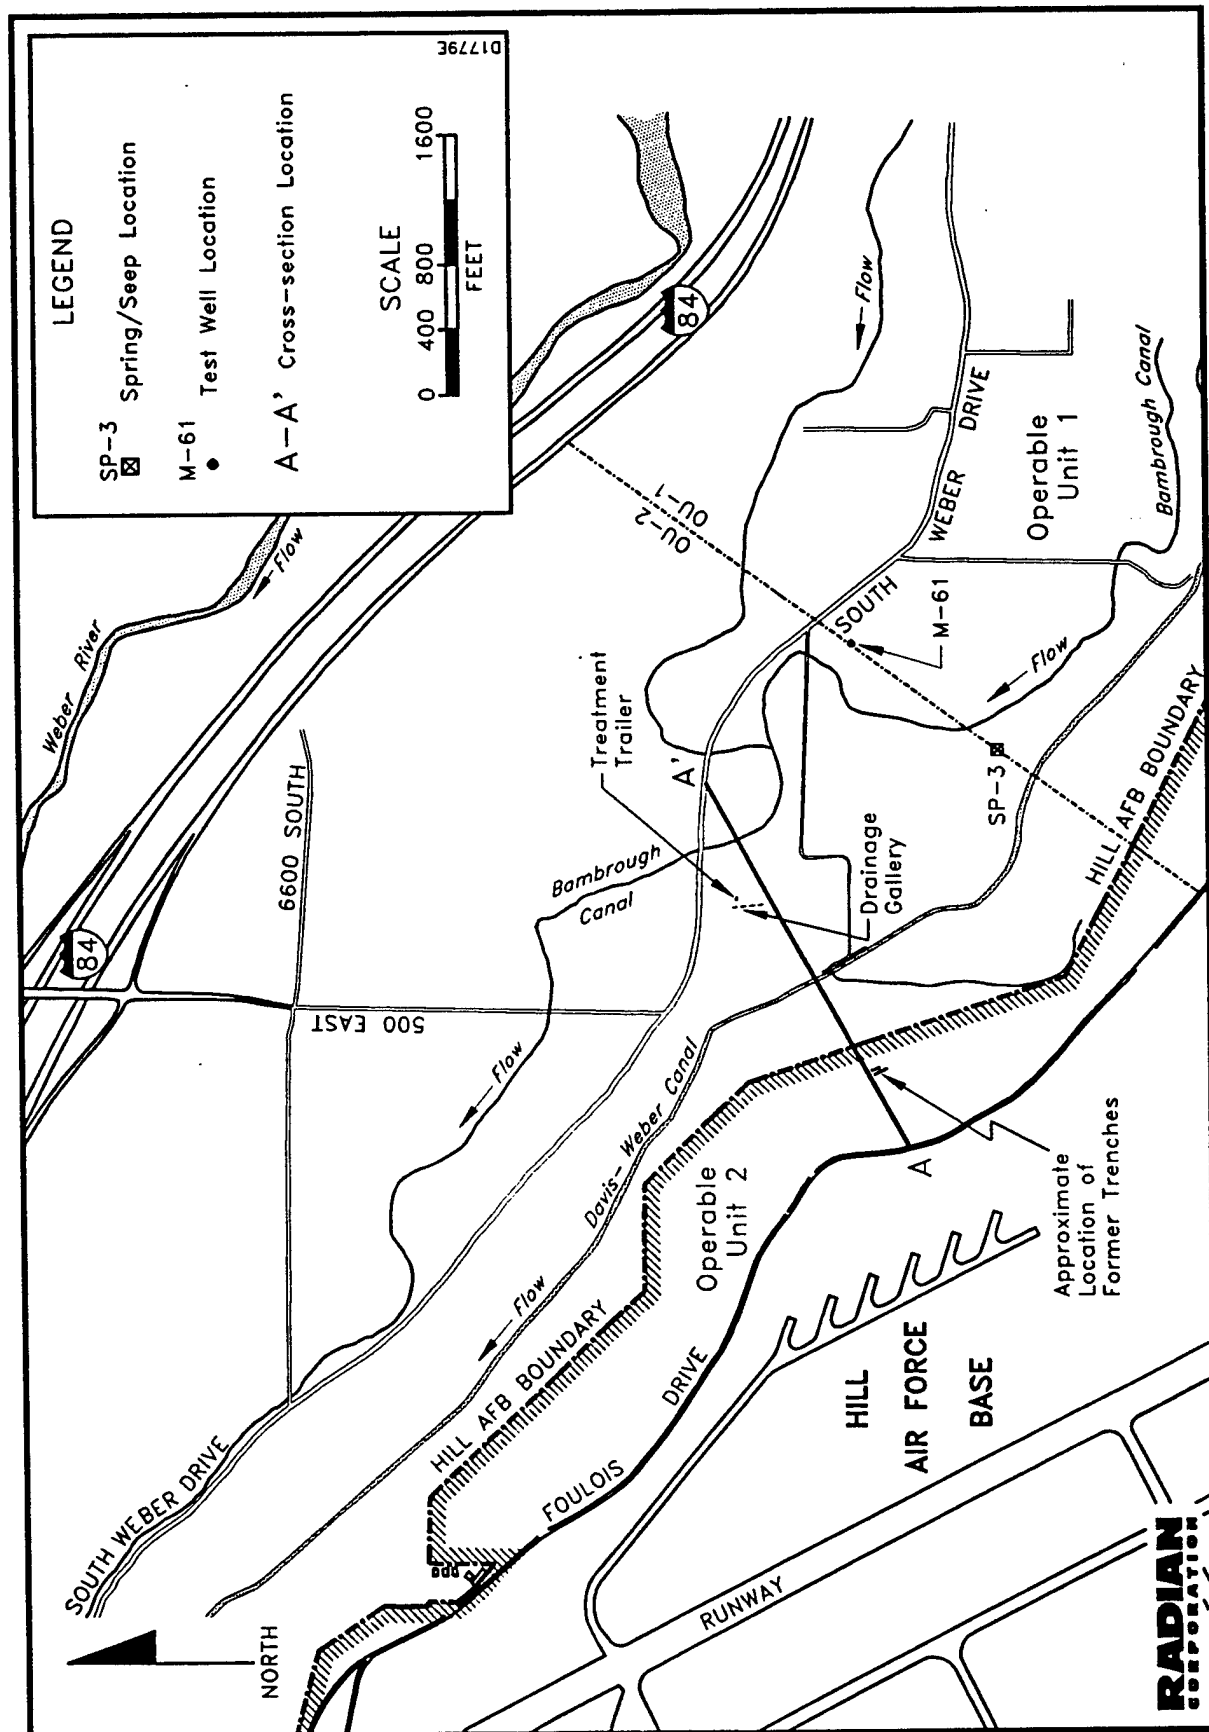 LEGEND
SP-3
Spring/Seep Location
M-61
Test Well Location
A-A' Cross-section Location
SCALE
0 400 800 1600
FEET
D1779E
Weber River
Flow
84
84
6600 SOUTH
500 EAST
Flow
Bambrough
Canal
Treatment
Trailer
A'
Drainage
Gallery
OU-2
OU-1
Flow
SOUTH
WEBER
DRIVE
Operable
Unit 1
Bambrough Canal
M-61
Flow
SP-3
HILL AFB BOUNDARY
SOUTH WEBER DRIVE
Davis-Weber Canal
Flow
HILL AFB BOUNDARY
Operable
Unit 2
A
Approximate
Location of
Former Trenches
FOULOIS
DRIVE
HILL
AIR FORCE
BASE
RUNWAY
NORTH
RADIAN
CORPORATION